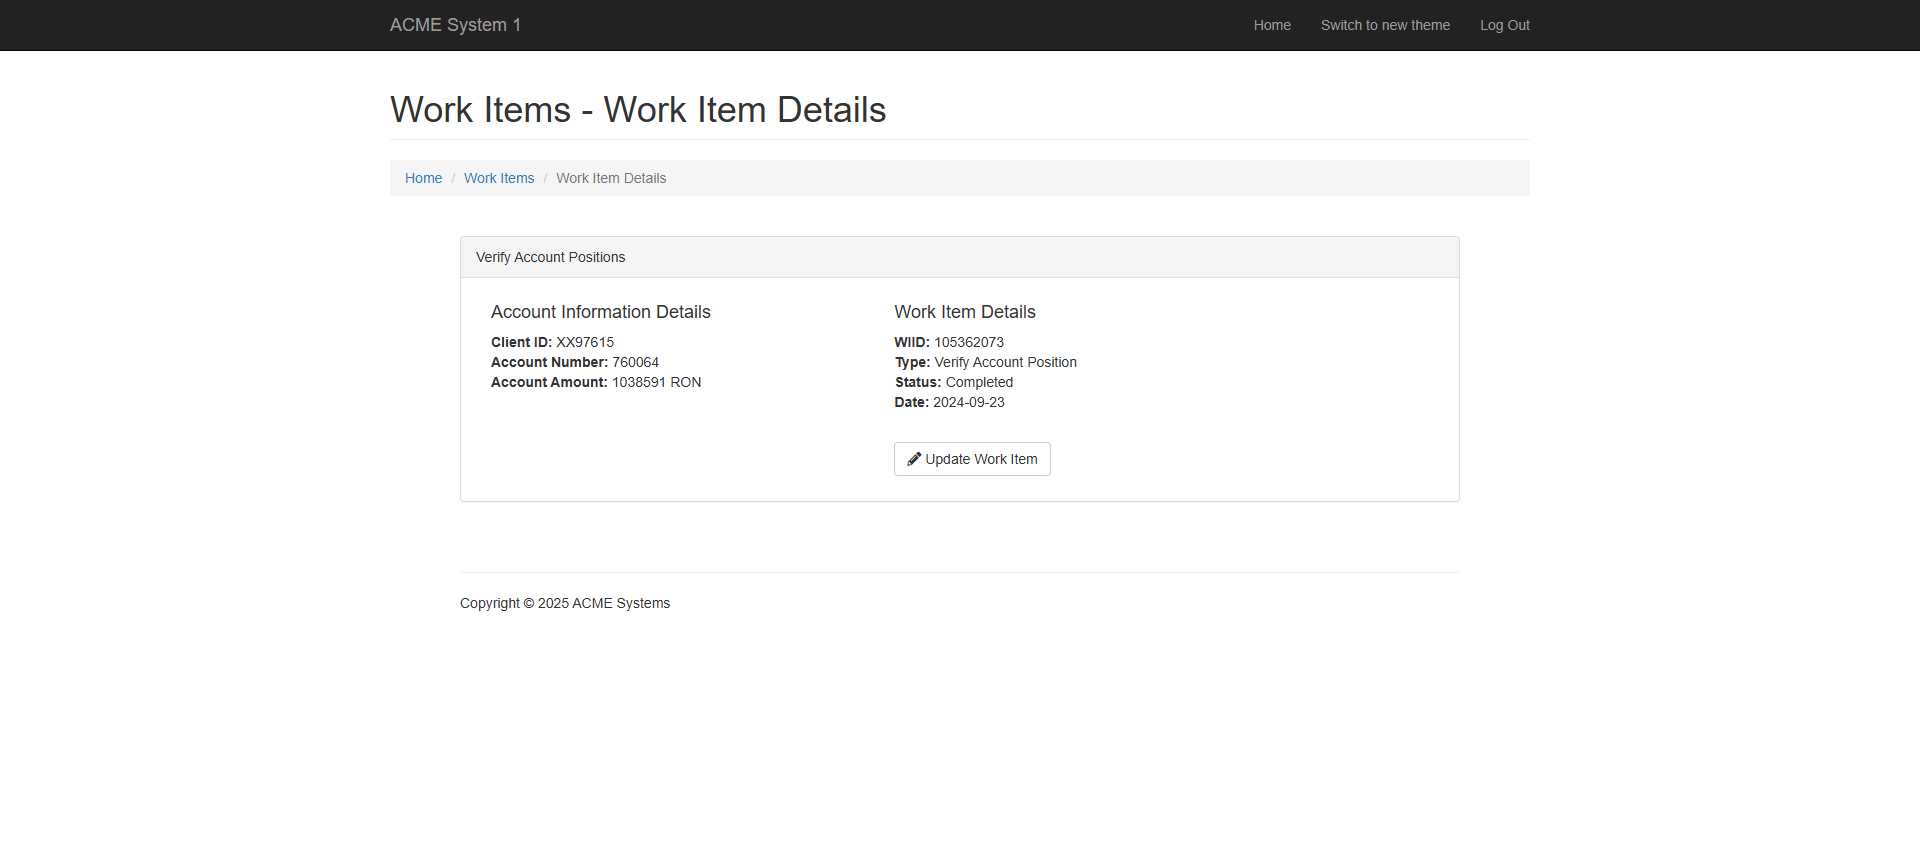 ACME System 1
Home
Switch to new theme
Log Out
Work Items - Work Item Details
Home / Work Items / Work Item Details
Verify Account Positions
Account Information Details
Client ID: XX97615
Account Number: 760064
Account Amount: 1038591 RON
Work Item Details
WIID: 105362073
Type: Verify Account Position
Status: Completed
Date: 2024-09-23
Update Work Item
Copyright © 2025 ACME Systems